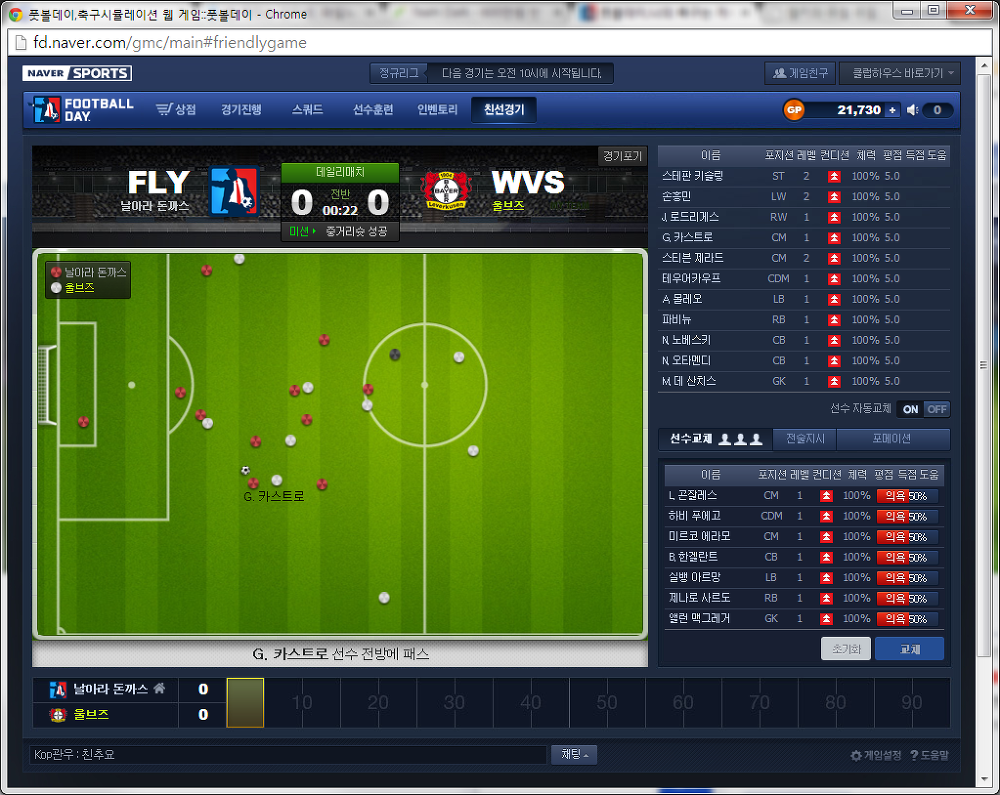 풋볼데이,축구시뮬레이션 웹 게임::풋볼데이 - Chrome
fd.naver.com/gmc/main#friendlygame
NAVER SPORTS 정규리그 다음 경기는 오전 10시에 시작됩니다. 게임친구 클럽하우스 바로가기
FOOTBALL DAY. 상점 경기진행 스쿼드 선수훈련 인벤토리 친선경기 GP 21,730 + 0
경기포기
FLY 날아라 돈까스
데일리매치
0 전반 00:22 0
미션 중거리슛 성공
1904 BAYER Leverkusen
WVS 울브즈
날아라 돈까스
울브즈
G. 카스트로
G. 카스트로 선수 전방에 패스
이름 포지션 레벨 컨디션 체력 평점 득점 도움
스테판 키슬링 ST 2 100% 5.0
손흥민 LW 2 100% 5.0
J. 로드리게스 RW 1 100% 5.0
G. 카스트로 CM 1 100% 5.0
스티븐 제라드 CM 2 100% 5.0
테우어카우프 CDM 1 100% 5.0
A. 몰레오 LB 1 100% 5.0
파비뉴 RB 1 100% 5.0
N. 노베스키 CB 1 100% 5.0
N. 오타멘디 CB 1 100% 5.0
M. 데 산치스 GK 1 100% 5.0
선수 자동교체 ON OFF
선수교체 전술지시 포메이션
이름 포지션 레벨 컨디션 체력 평점 득점 도움
L. 곤잘레스 CM 1 100% 의욕 50%
하비 푸에고 CDM 1 100% 의욕 50%
미르코 에라모 CM 1 100% 의욕 50%
B. 한겔란트 CB 1 100% 의욕 50%
실뱅 아르망 LB 1 100% 의욕 50%
제나로 사르도 RB 1 100% 의욕 50%
앨런 맥그레거 GK 1 100% 의욕 50%
초기화 교체
날아라 돈까스 0
울브즈 0
10 20 30 40 50 60 70 80 90
Kop관우 : 친추요 채팅 게임설정 ? 도움말